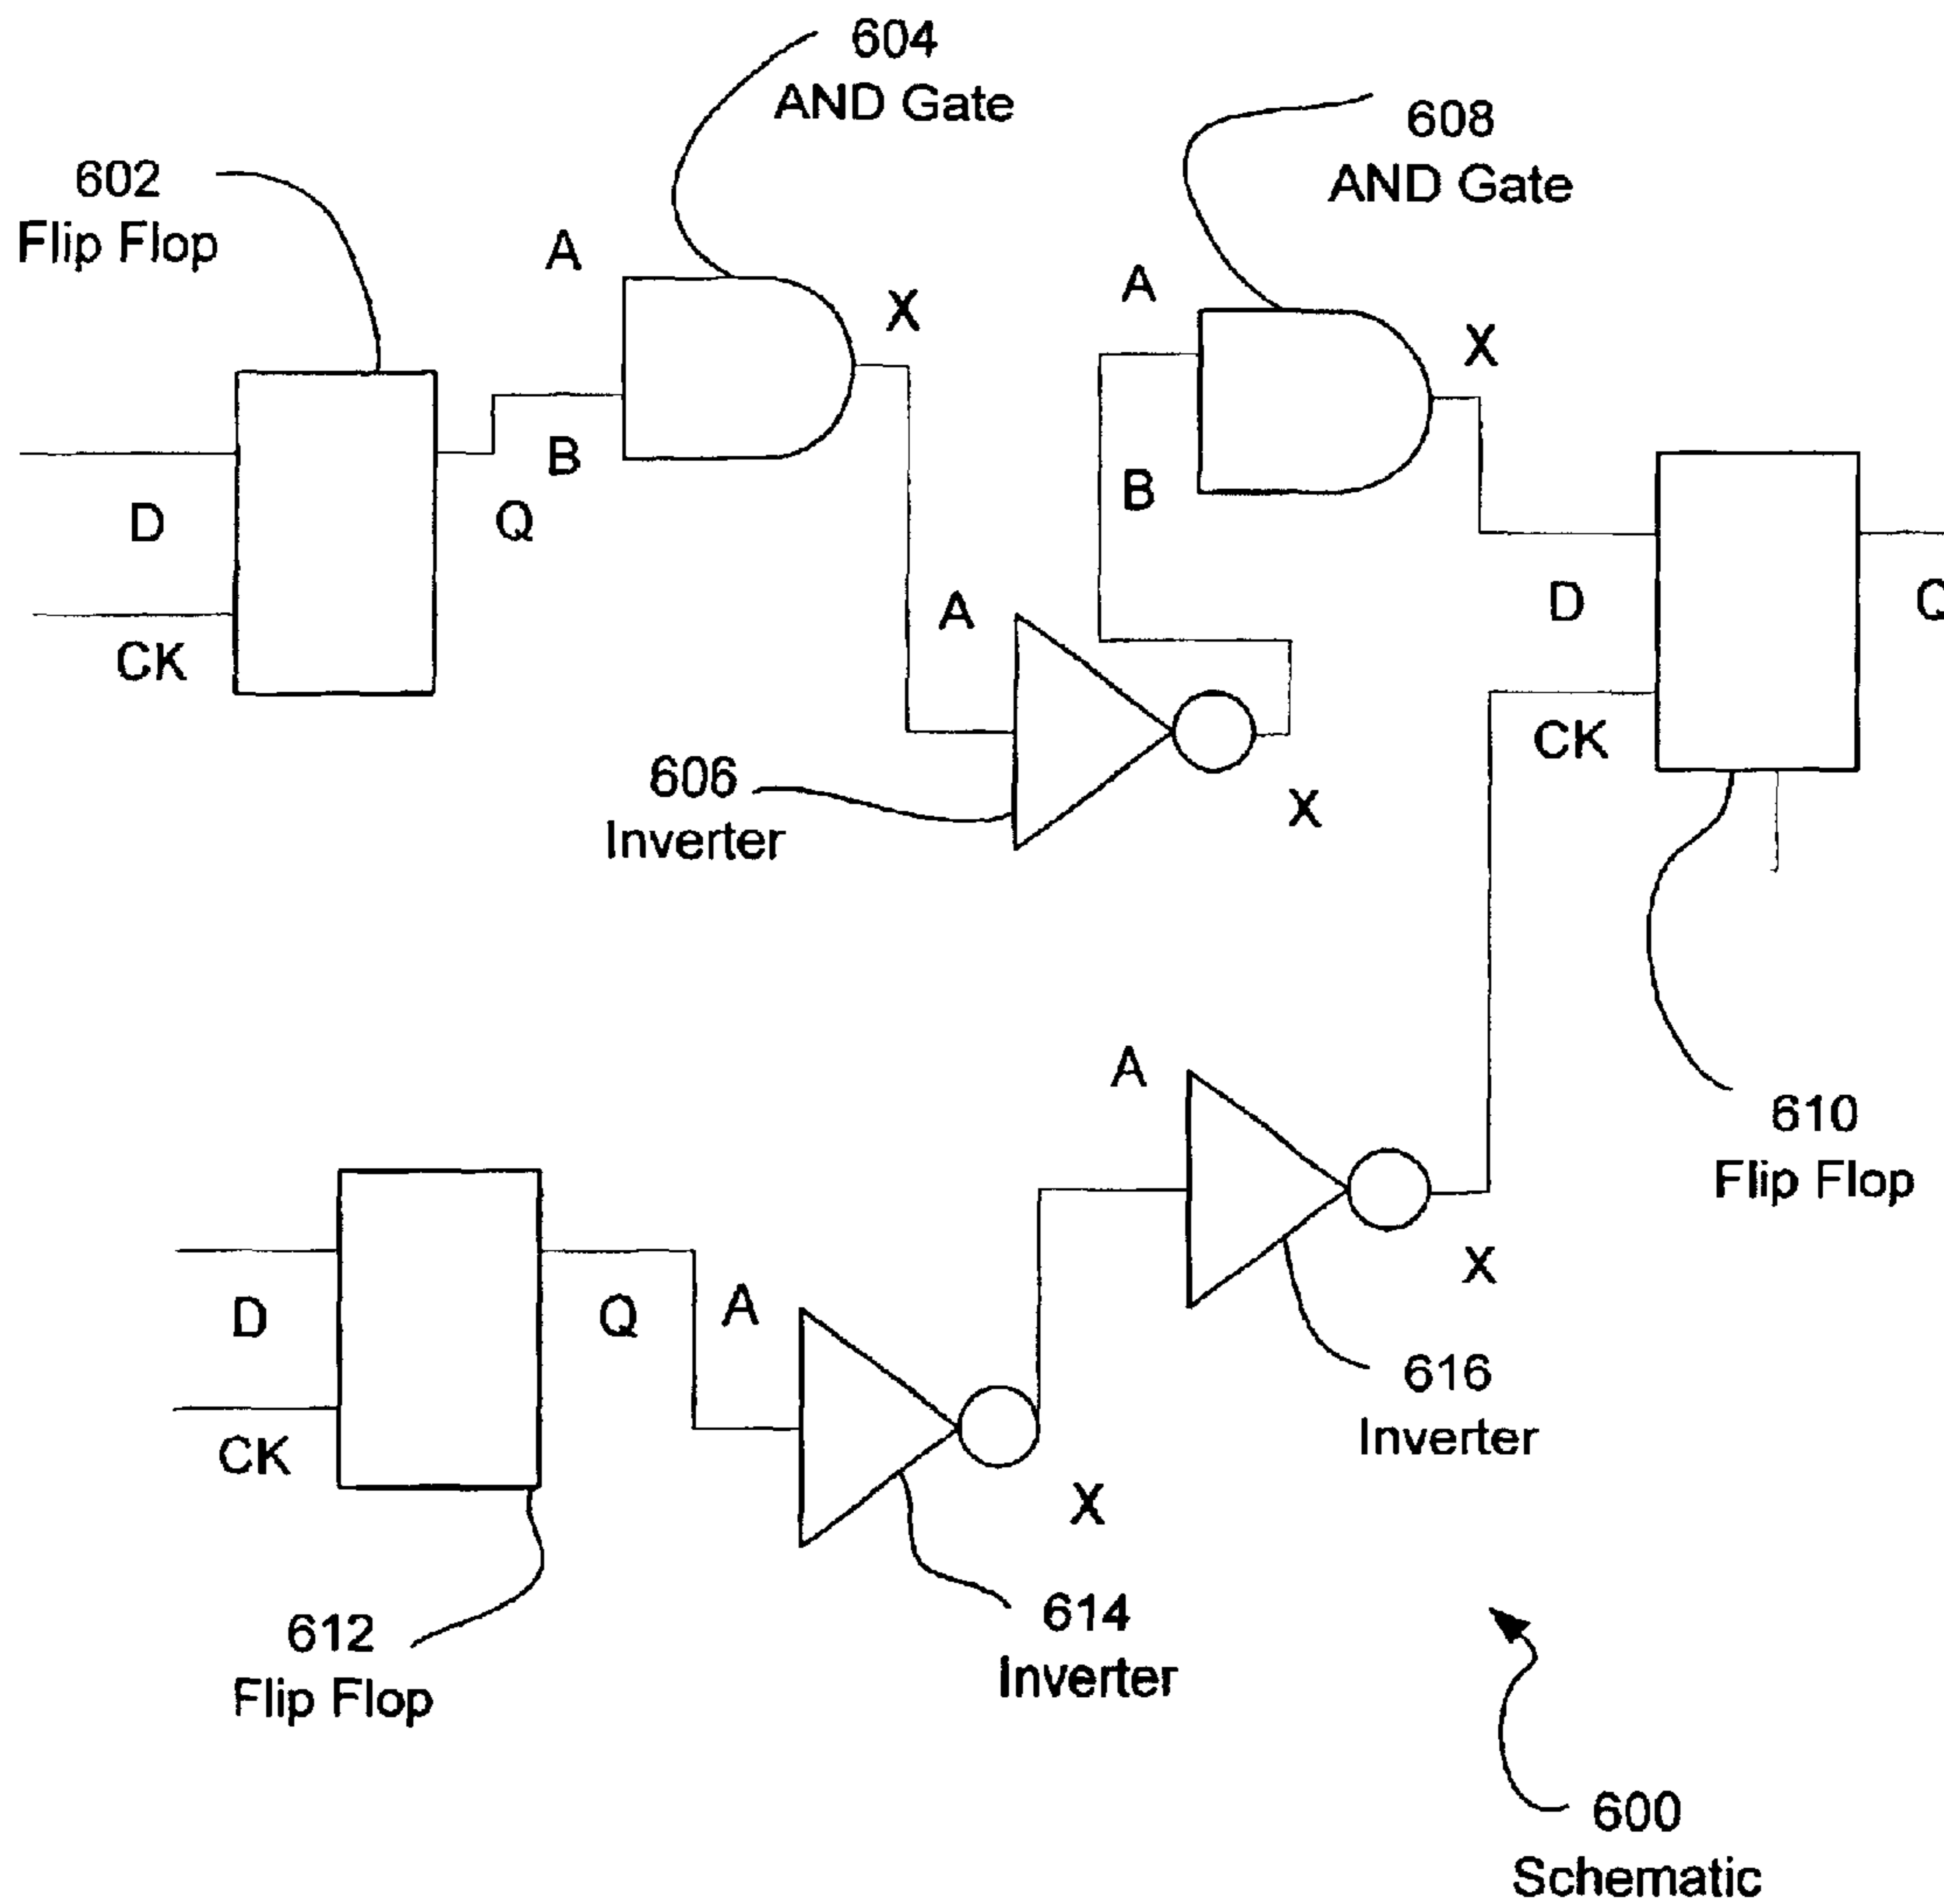 604
AND Gate
608
AND Gate
602
Flip Flop
A
X
A
X
B
B
D
Q
CK
A
D
Q
CK
606
Inverter
X
A
610
Flip Flop
D
Q
A
X
CK
616
Inverter
X
612
Flip Flop
614
Inverter
600
Schematic